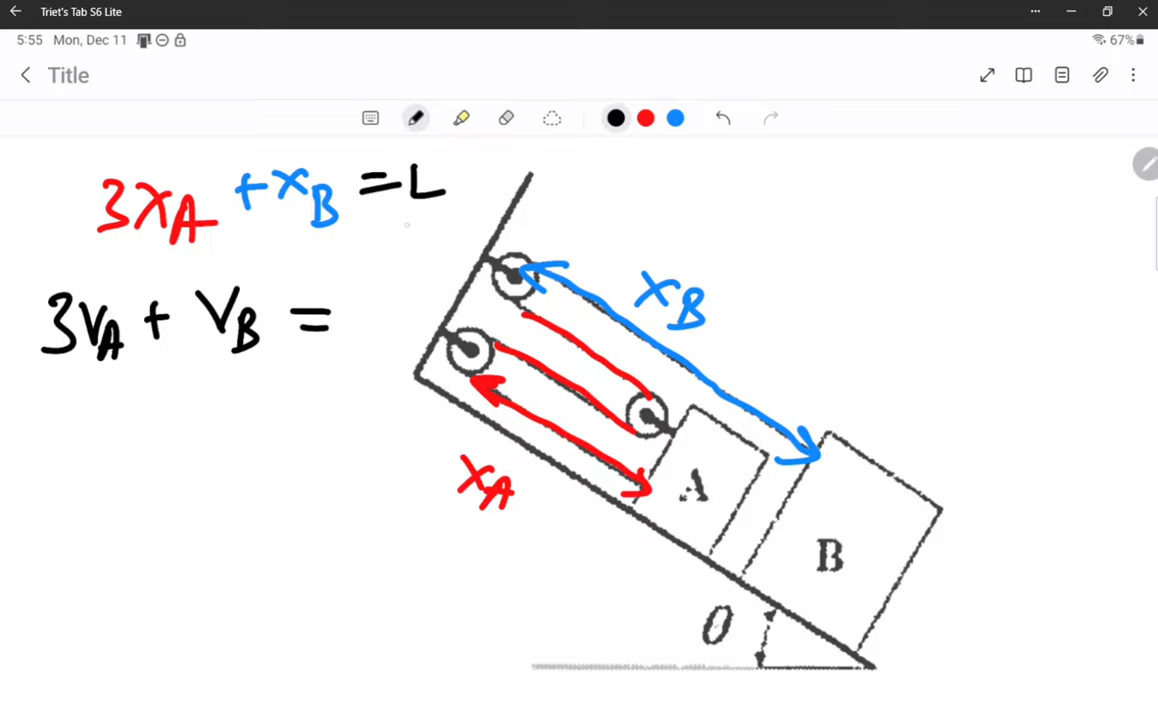 Triet's Tab S6 Lite
5:55 Mon, Dec 11 67%
Title
3xA + xB = L
3vA + vB =
xB
xA
A
B
θ